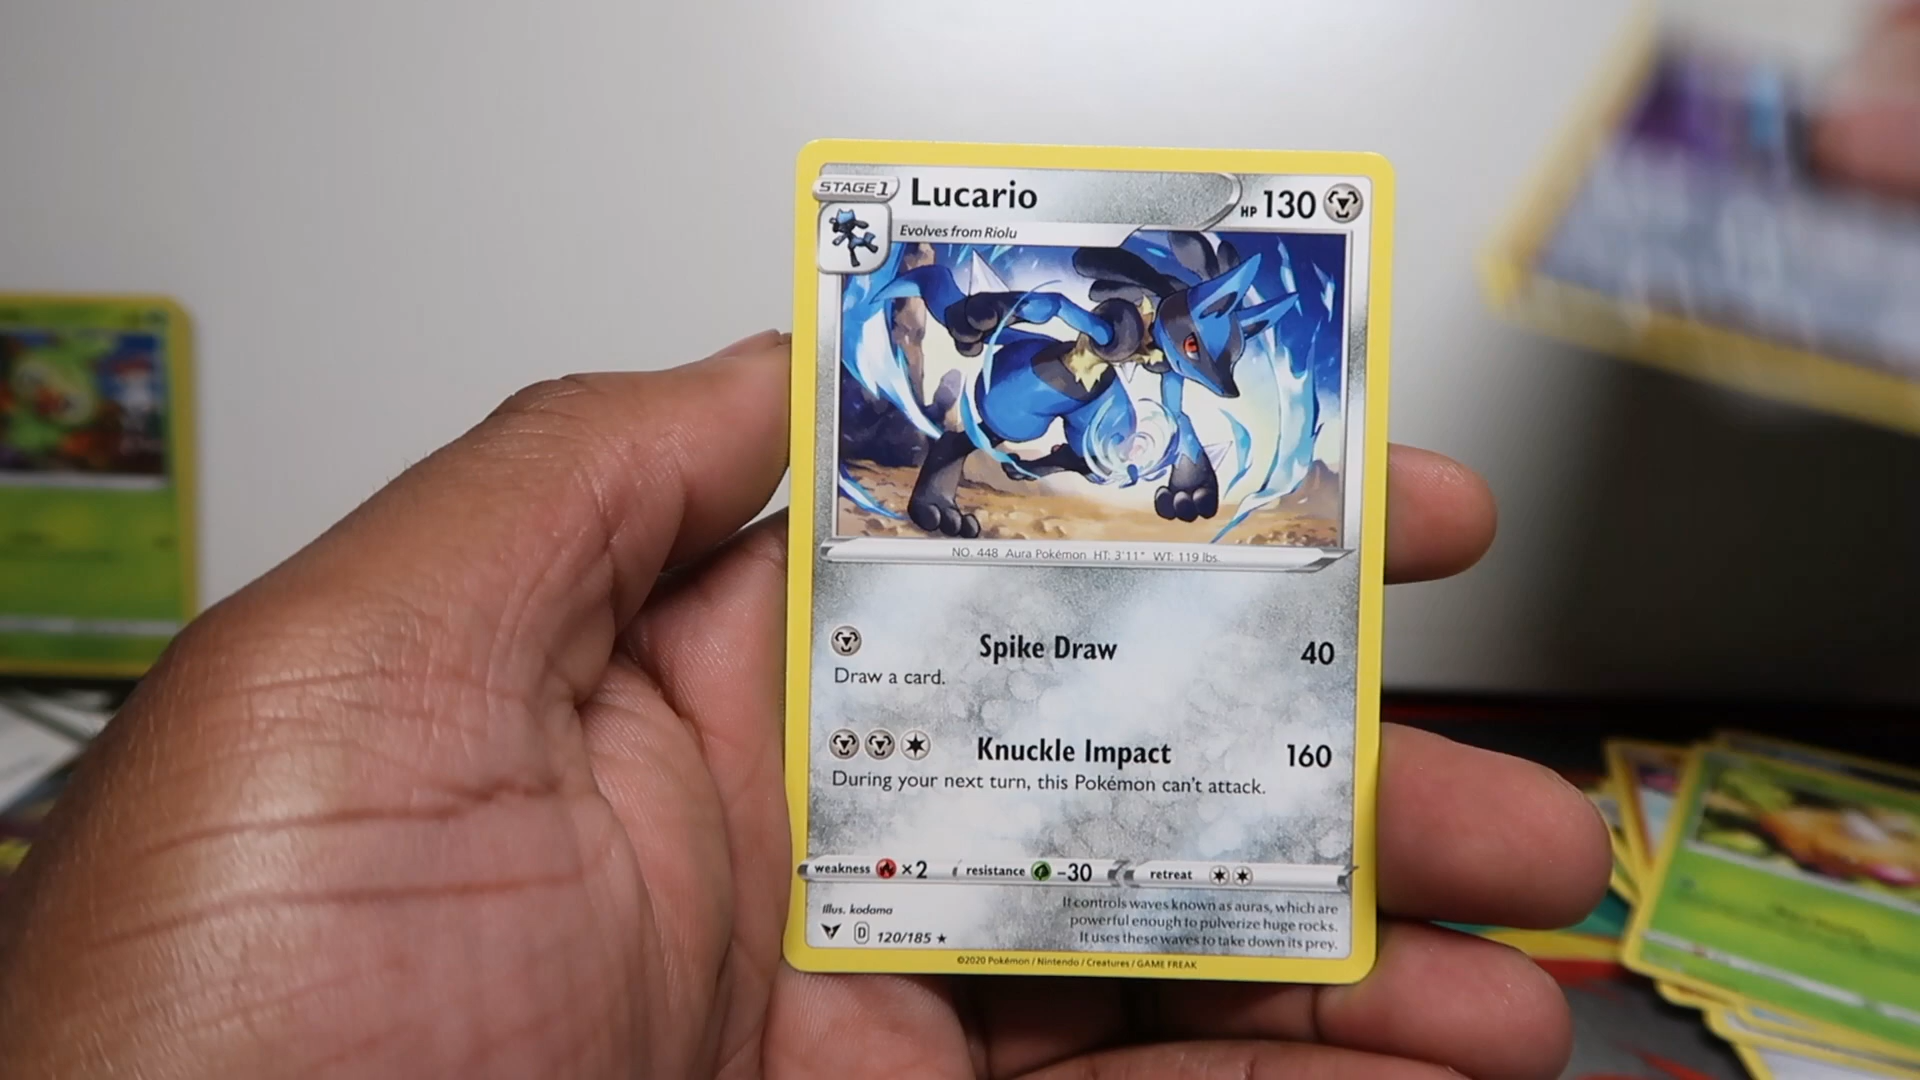 STAGE 1 Lucario HP 130
Evolves from Riolu
NO. 448 Aura Pokémon HT: 3'11" WT: 119 lbs.
Spike Draw 40
Draw a card.
Knuckle Impact 160
During your next turn, this Pokémon can't attack.
weakness ×2 resistance -30 retreat
Illus. kodama
It controls waves known as auras, which are
powerful enough to pulverize huge rocks.
It uses these waves to take down its prey.
D 120/185 ★
©2020 Pokémon / Nintendo / Creatures / GAME FREAK